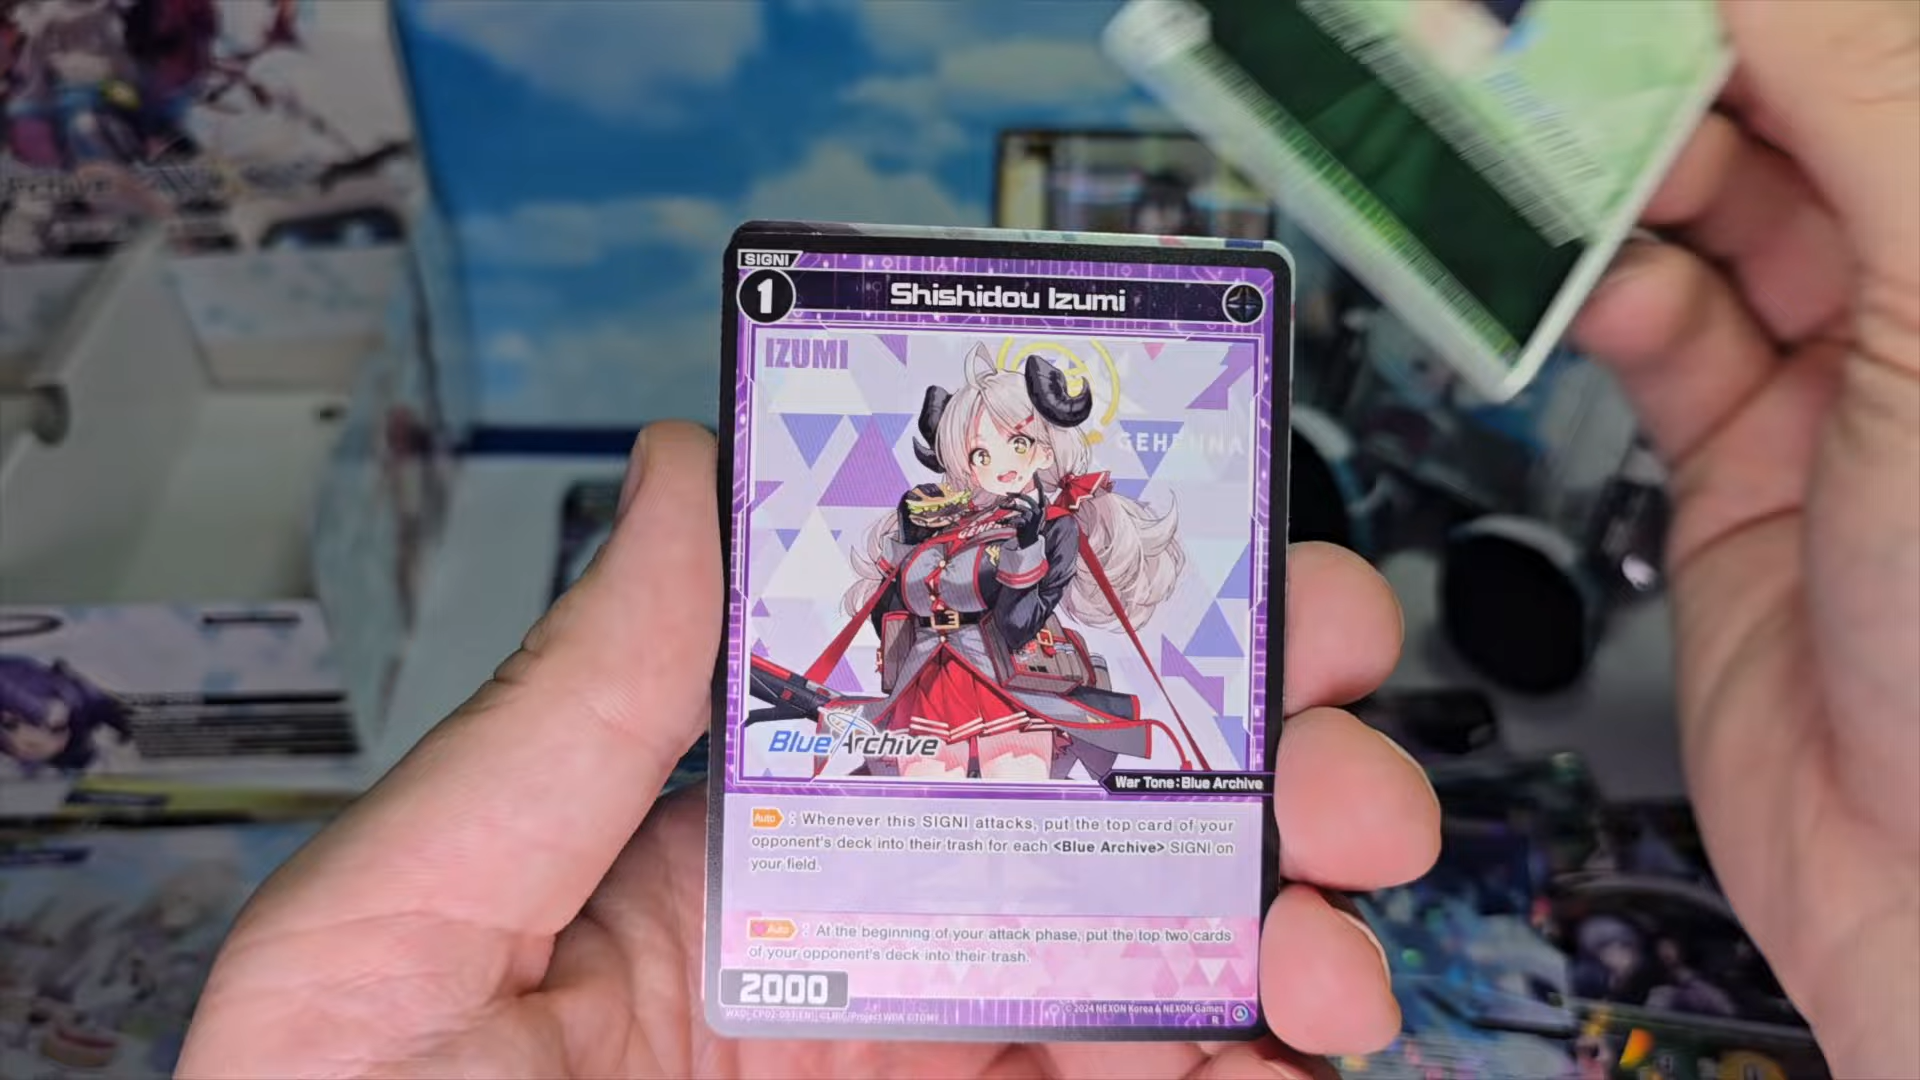 SIGNI
1
Shishidou Izumi
IZUMI
GEHENNA
Blue Archive
War Tone:Blue Archive
Auto : Whenever this SIGNI attacks, put the top card of your
opponent's deck into their trash for each <Blue Archive> SIGNI on
your field.
Auto : At the beginning of your attack phase, put the top two cards
of your opponent's deck into their trash.
2000
© 2024 NEXON Korea & NEXON Games
R